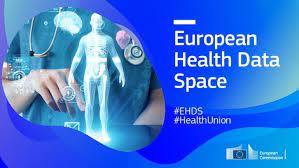 European
Health Data
Space
#EHDS
#HealthUnion
European
Commission